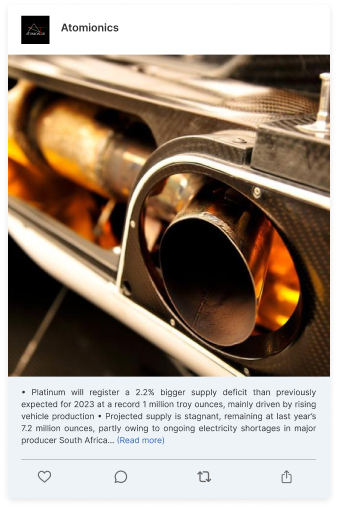 Atomionics
• Platinum will register a 2.2% bigger supply deficit than previously
expected for 2023 at a record 1 million troy ounces, mainly driven by rising
vehicle production • Projected supply is stagnant, remaining at last year's
7.2 million ounces, partly owing to ongoing electricity shortages in major
producer South Africa... (Read more)